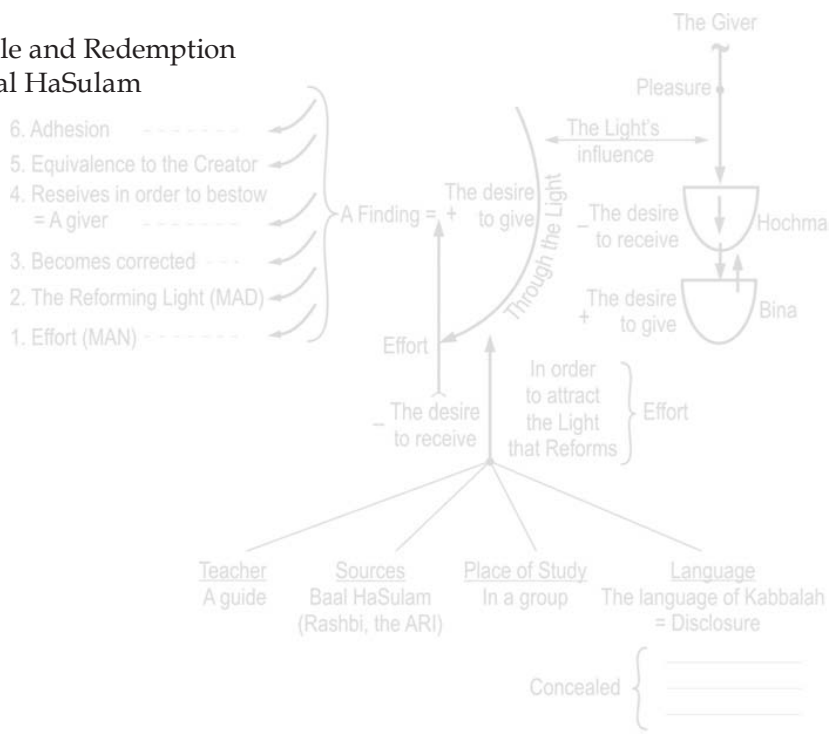 le and Redemption
al HaSulam
6. Adhesion
5. Equivalence to the Creator
4. Reseives in order to bestow
= A giver
3. Becomes corrected
2. The Reforming Light (MAD)
1. Effort (MAN)
A Finding =
+ The desire
to give
Through the Light
Effort
– The desire
to receive
The Giver
Pleasure
The Light's
influence
– The desire
to receive
Hochma
+ The desire
to give
Bina
In order
to attract
the Light
that Reforms
Effort
Teacher
A guide
Sources
Baal HaSulam
(Rashbi, the ARI)
Place of Study
In a group
Language
The language of Kabbalah
= Disclosure
Concealed